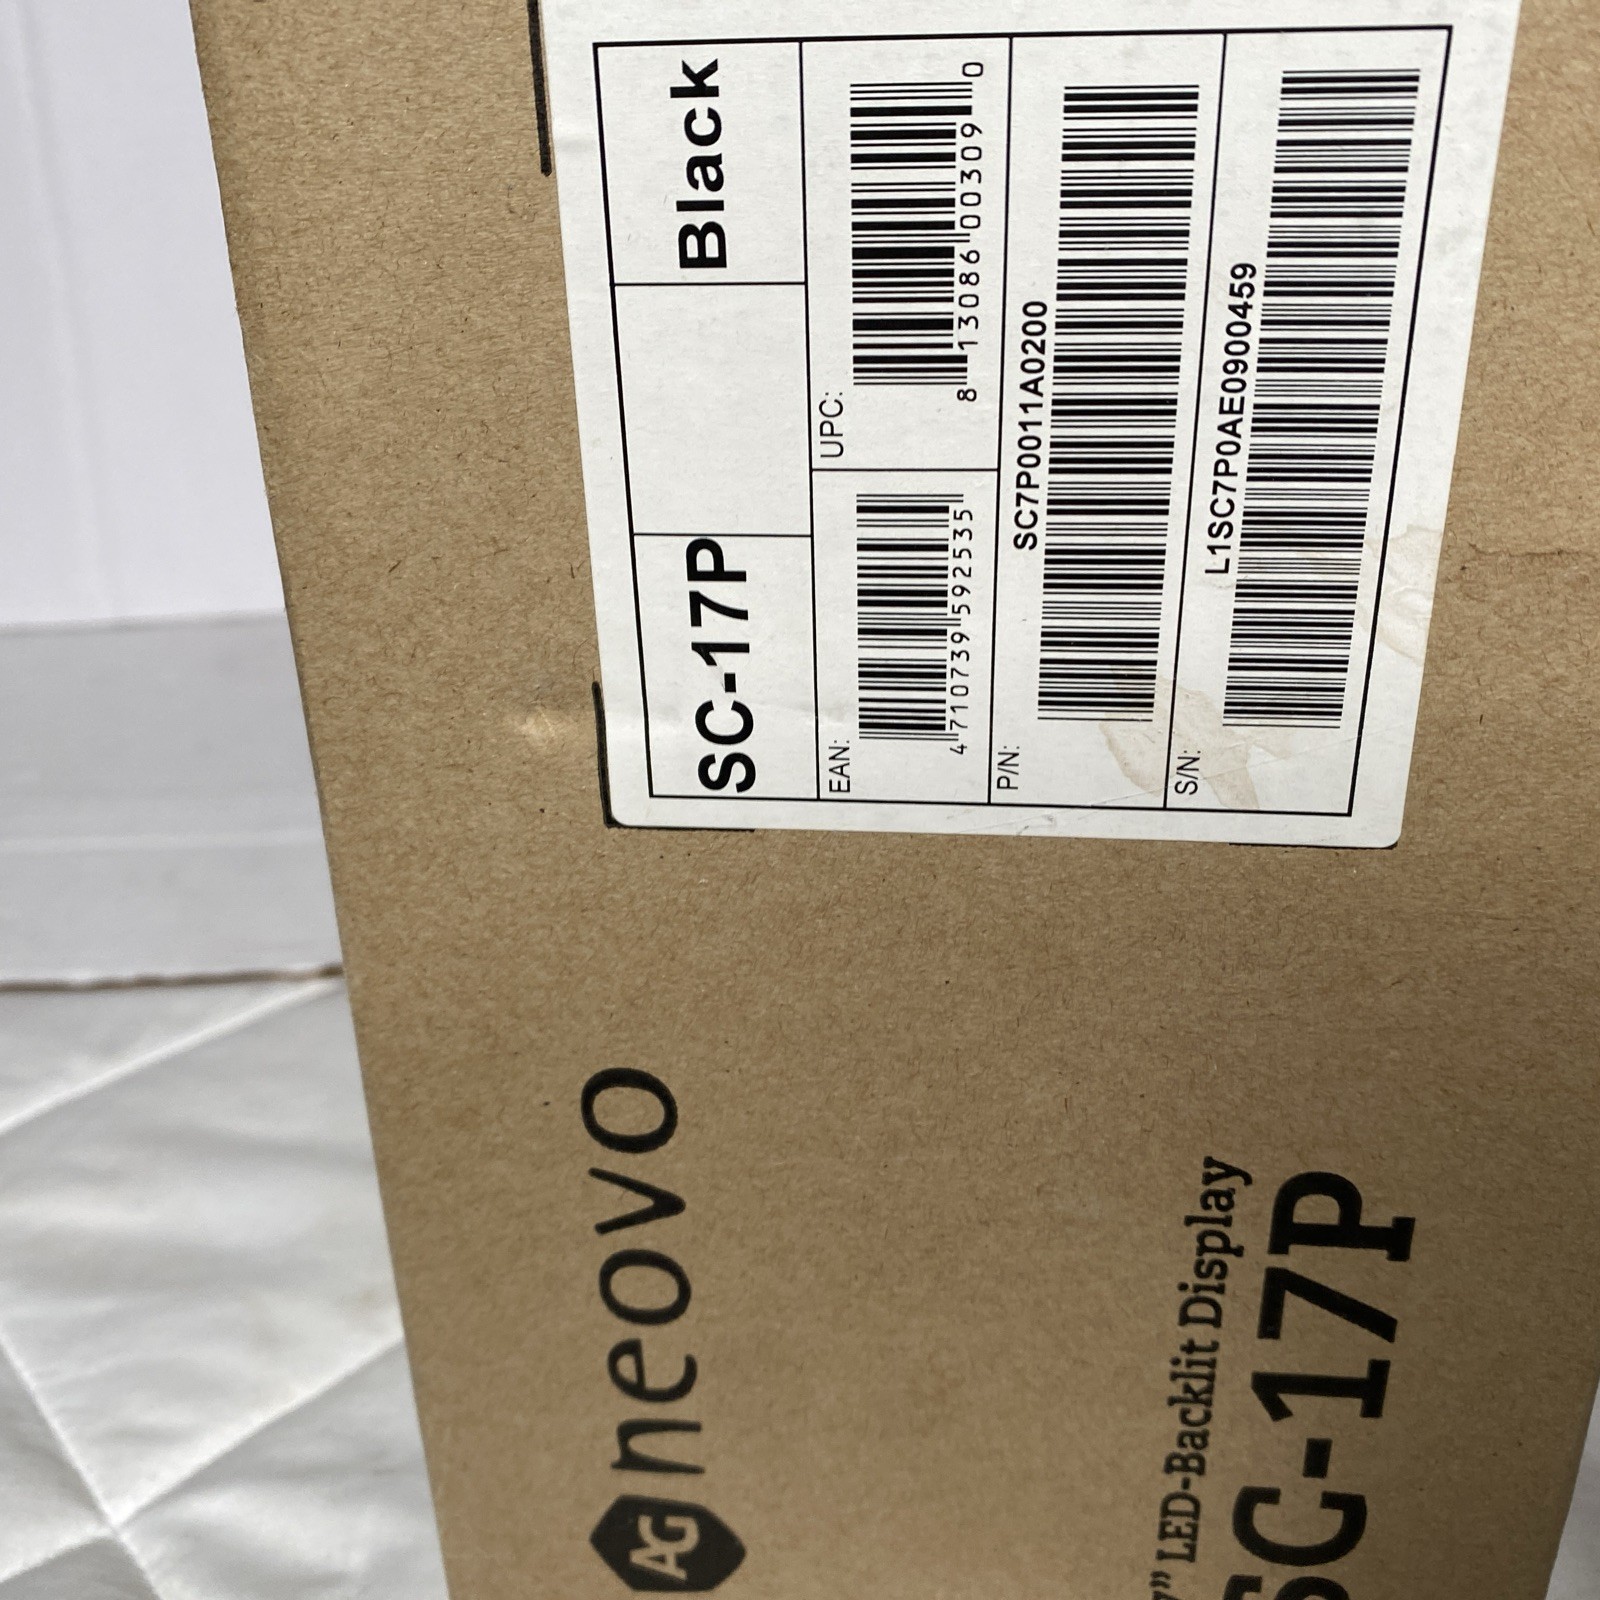 SC-17P
Black
EAN:
4 710739 592535
UPC:
8 13086 00309 0
P/N:
SC7P0011A0200
S/N:
L1SC7P0AE0900459
AG neovo
7” LED-Backlit Display
SC-17P